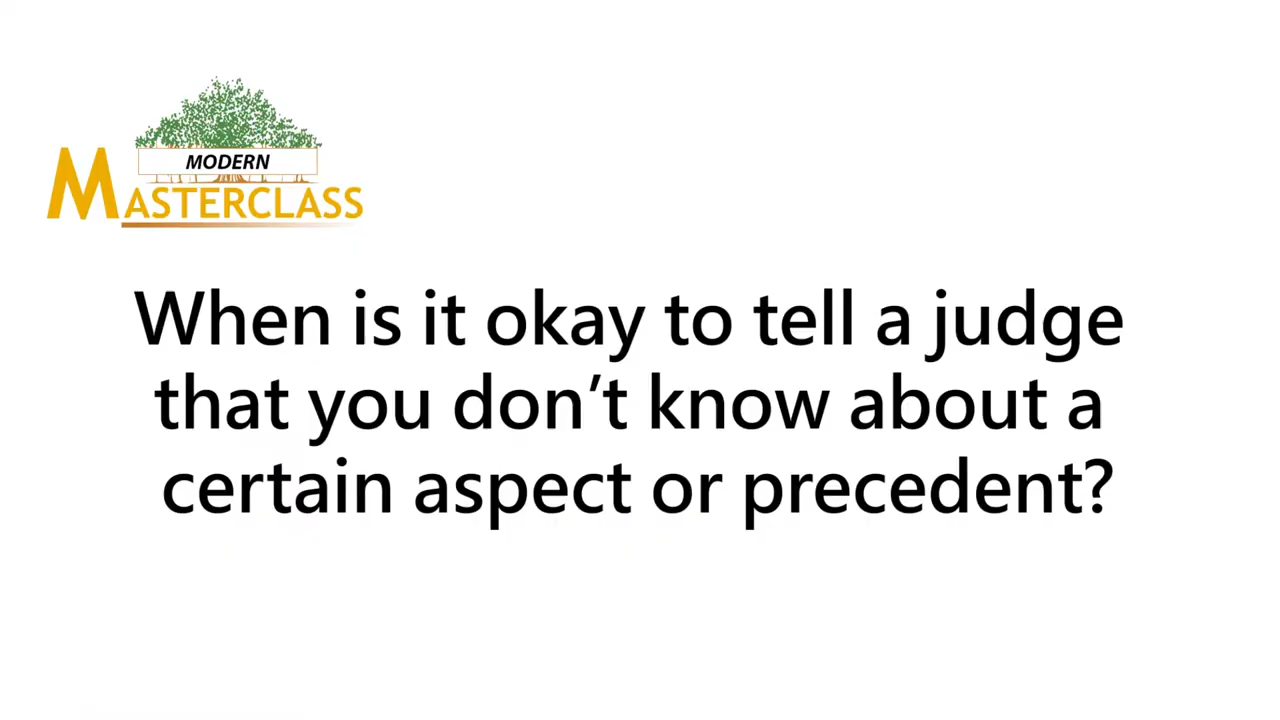 MODERN
MASTERCLASS
When is it okay to tell a judge
that you don’t know about a
certain aspect or precedent?